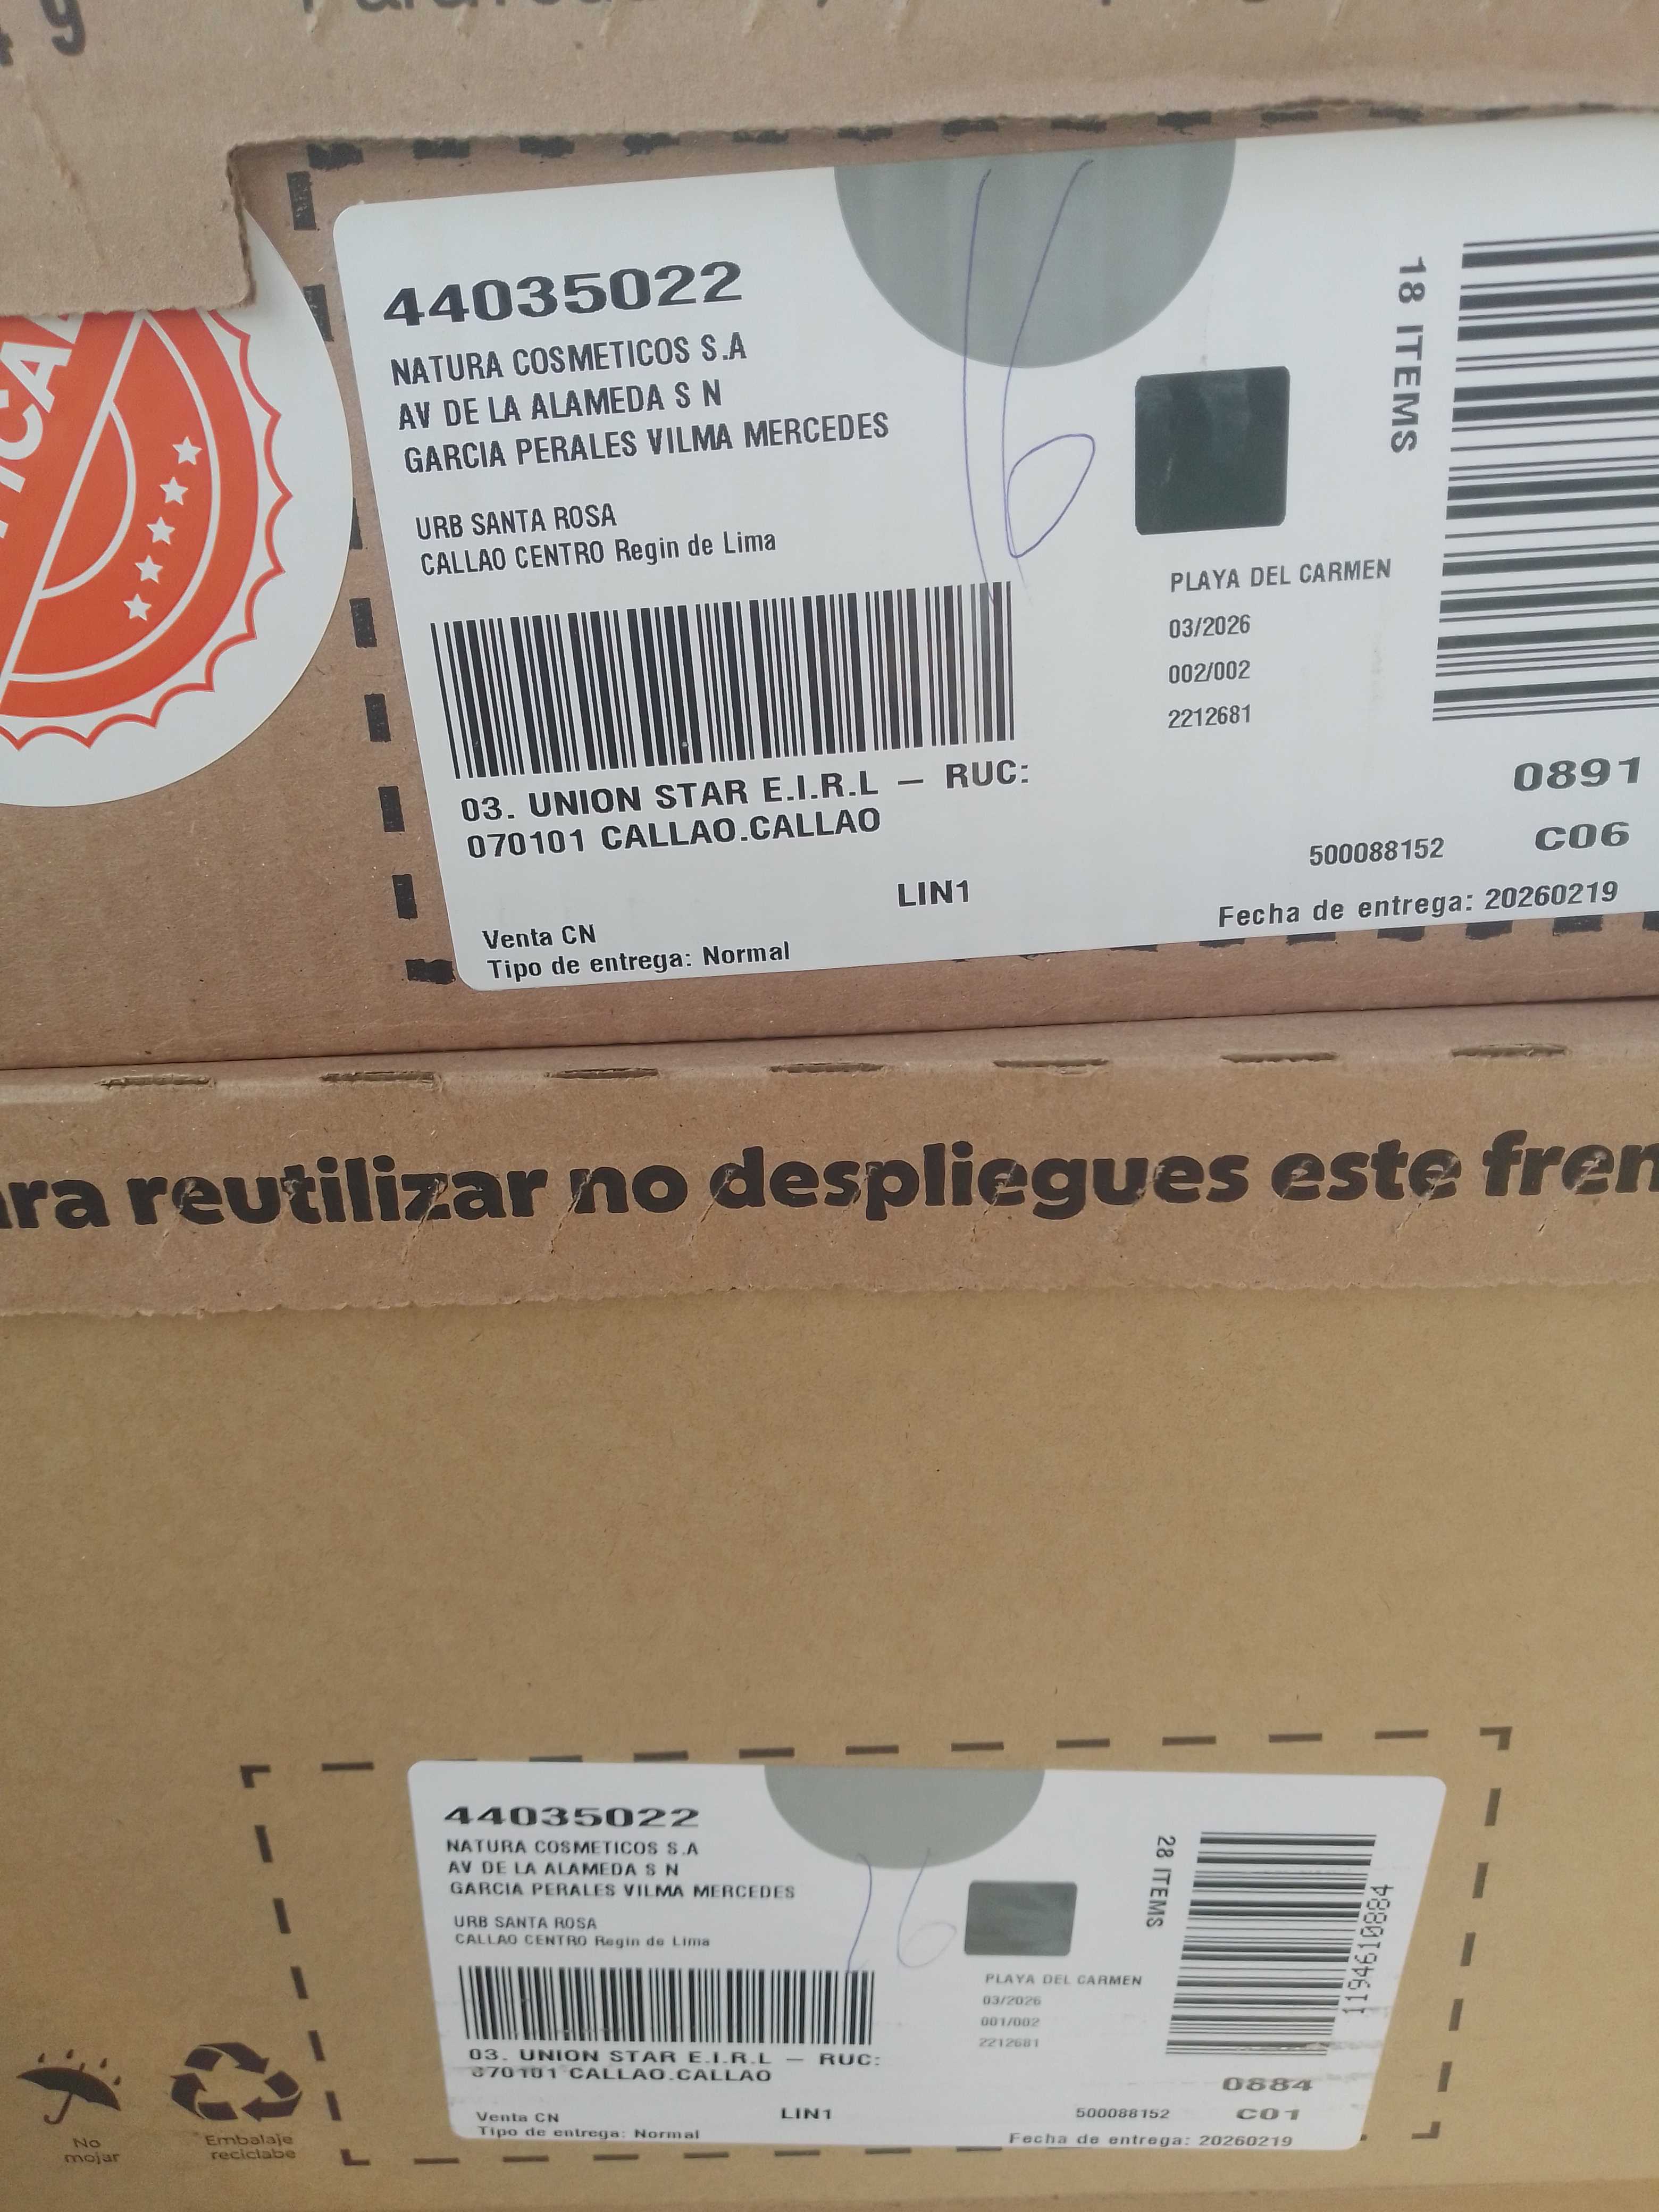 44035022
NATURA COSMETICOS S.A
AV DE LA ALAMEDA S N
GARCIA PERALES VILMA MERCEDES
URB SANTA ROSA
CALLAO CENTRO Regin de Lima
16
18 ITEMS
PLAYA DEL CARMEN
03/2026
002/002
2212681
03. UNION STAR E.I.R.L — RUC:
070101 CALLAO.CALLAO
0891
500088152 C06
LIN1
Fecha de entrega: 20260219
Venta CN
Tipo de entrega: Normal
reutilizar no despliegues este
44035022
NATURA COSMETICOS S.A
AV DE LA ALAMEDA S N
GARCIA PERALES VILMA MERCEDES
URB SANTA ROSA
CALLAO CENTRO Regin de Lima
16
28 ITEMS
1194610884
PLAYA DEL CARMEN
03/2026
001/002
2212681
03. UNION STAR E.I.R.L — RUC:
070101 CALLAO.CALLAO
0884
LIN1
500088152 C01
Venta CN
Tipo de entrega: Normal
Fecha de entrega: 20260219
No
mojar
Embalaje
reciclabe